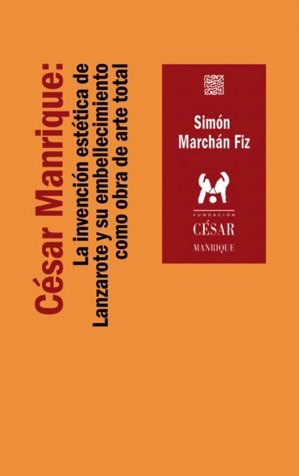 César Manrique:
La invención estética de
Lanzarote y su embellecimiento
como obra de arte total
Simón
Marchán Fiz
FUNDACIÓN
CÉSAR
MANRIQUE